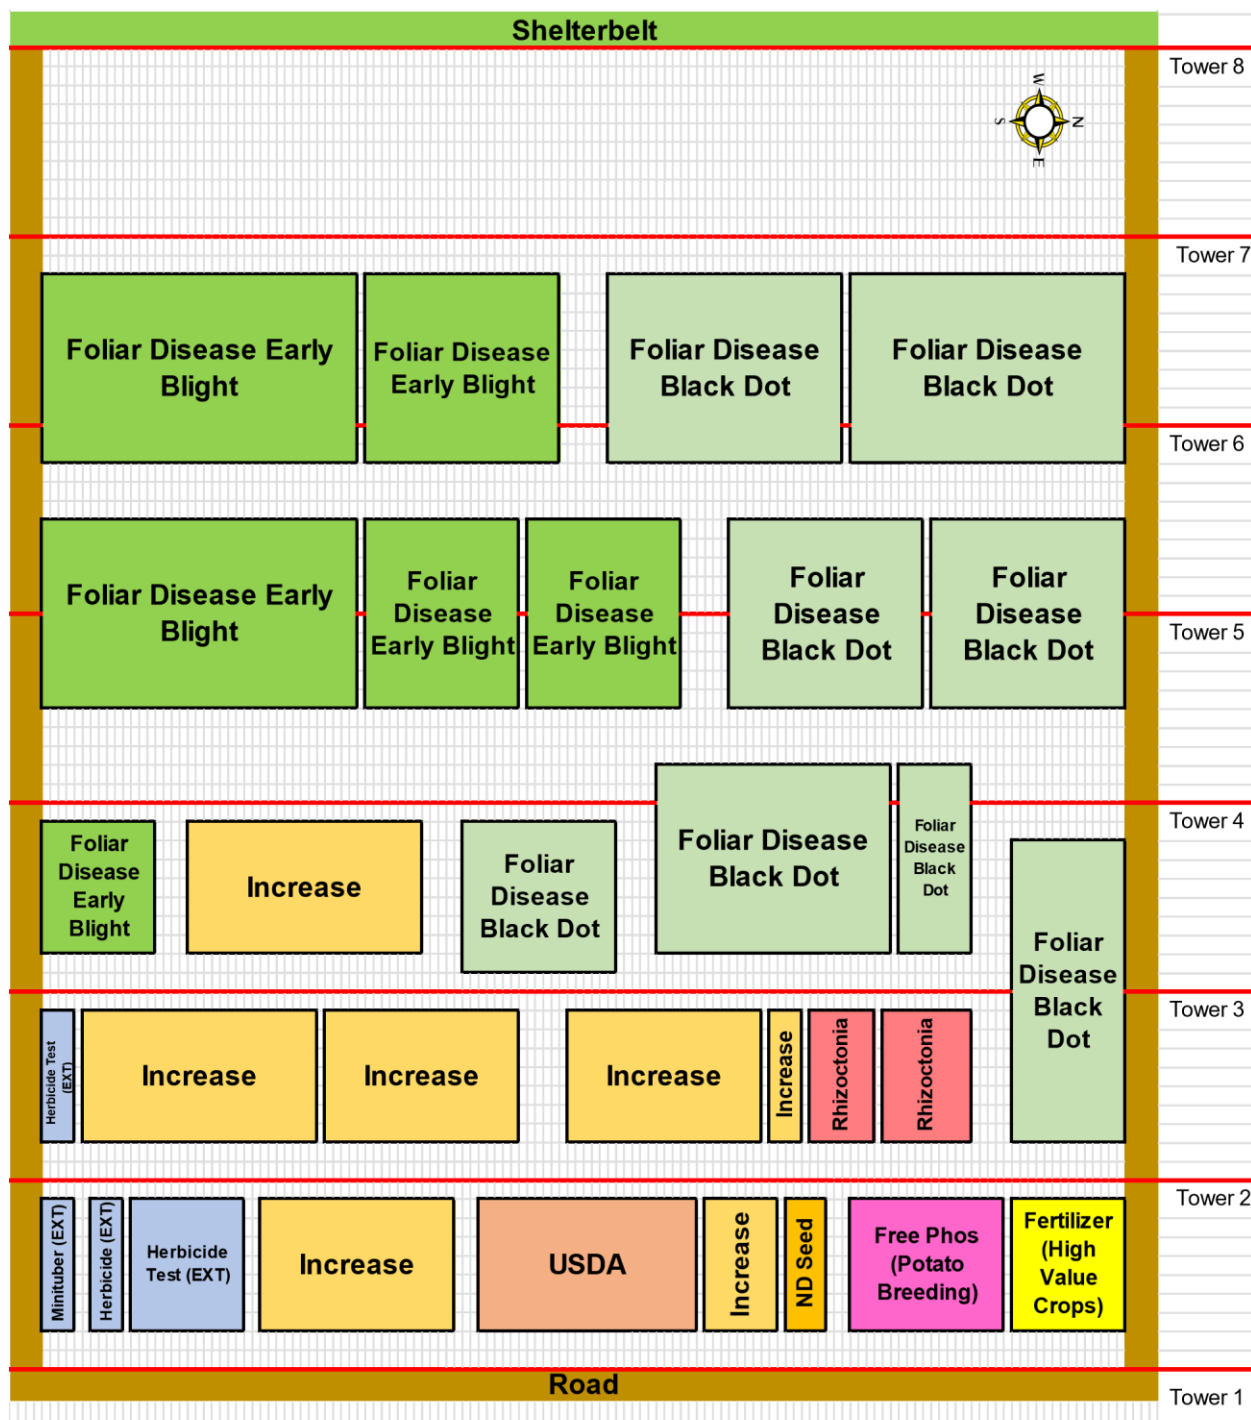 Shelterbelt
Tower 8
W
S
N
E
Tower 7
Foliar Disease Early
Blight
Foliar Disease
Early Blight
Foliar Disease
Black Dot
Foliar Disease
Black Dot
Tower 6
Foliar Disease Early
Blight
Foliar
Disease
Early Blight
Foliar
Disease
Early Blight
Foliar
Disease
Black Dot
Foliar
Disease
Black Dot
Tower 5
Foliar
Disease
Early
Blight
Increase
Foliar
Disease
Black Dot
Foliar Disease
Black Dot
Foliar
Disease
Black
Dot
Tower 4
Foliar
Disease
Black
Dot
Tower 3
Herbicide Test
(EXT)
Increase
Increase
Increase
Increase
Rhizoctonia
Rhizoctonia
Tower 2
Minituber (EXT)
Herbicide (EXT)
Herbicide
Test (EXT)
Increase
USDA
Increase
ND Seed
Free Phos
(Potato
Breeding)
Fertilizer
(High
Value
Crops)
Road
Tower 1